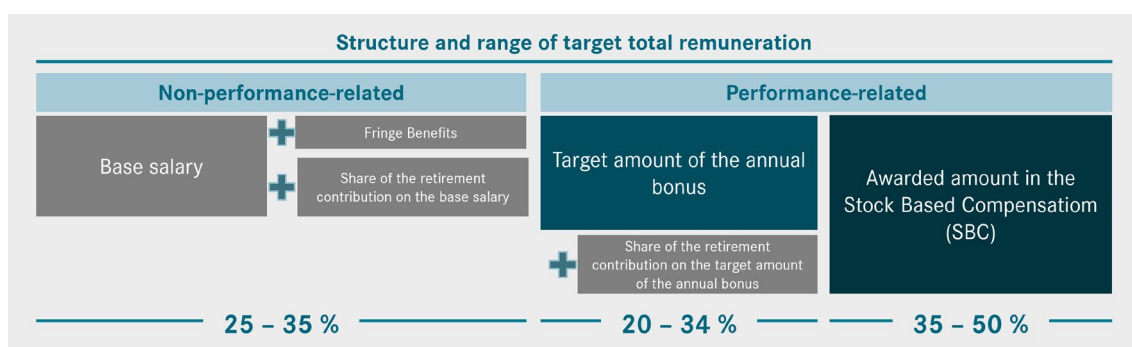 Structure and range of target total remuneration
Non-performance-related
Performance-related
Base salary
Fringe Benefits
Share of the retirement
contribution on the base salary
Target amount of the annual
bonus
Share of the retirement
contribution on the target amount
of the annual bonus
Awarded amount in the
Stock Based Compensatiom
(SBC)
25 – 35 %
20 – 34 %
35 – 50 %